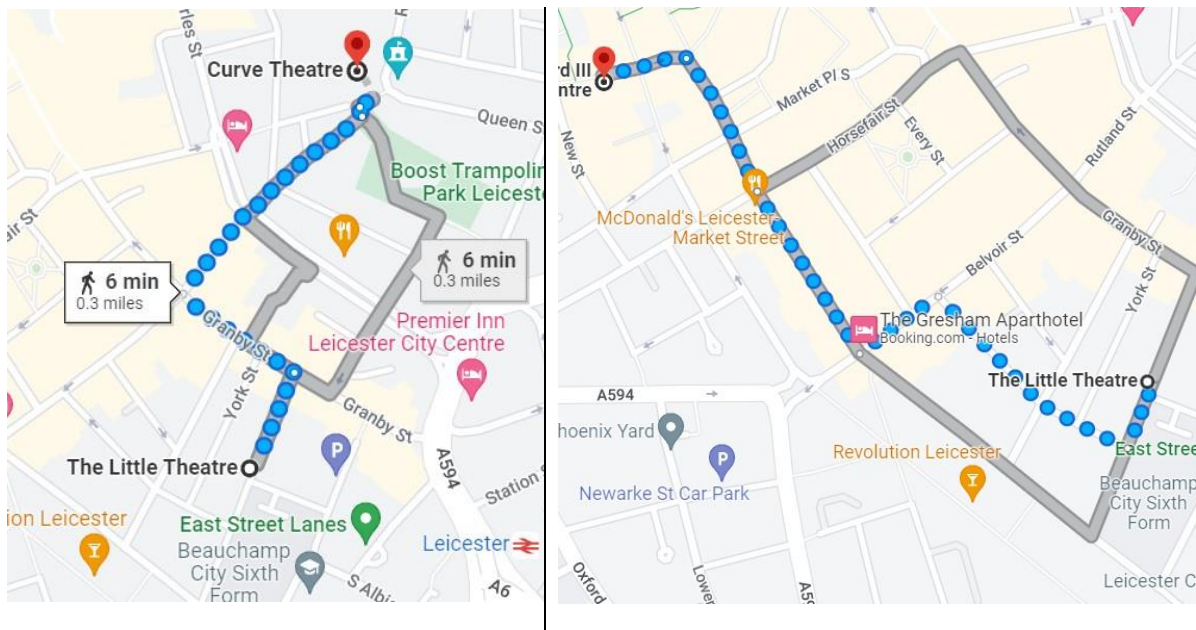 rles St
Curve Theatre
Queen S
Boost Trampolin
Park Leiceste
air St
6 min
0.3 miles
6 min
0.3 miles
Granby St
Premier Inn
Leicester City Centre
York St
Granby St
The Little Theatre
A594
Station S
ion Leicester
East Street Lanes
Leicester
Beauchamp
City Sixth
Form
S Albi
A6
rd III
ntre
Market Pl S
New St
Horsefair St
Every St
Rutland St
McDonald's Leicester-
Market Street
Granby St
Belvoir St
York St
The Gresham Aparthotel
Booking.com - Hotels
The Little Theatre
A594
hoenix Yard
Revolution Leicester
East Stree
Newarke St Car Park
Beauchamp
City Sixth
Form
Oxford
Lower
A50
Leicester C